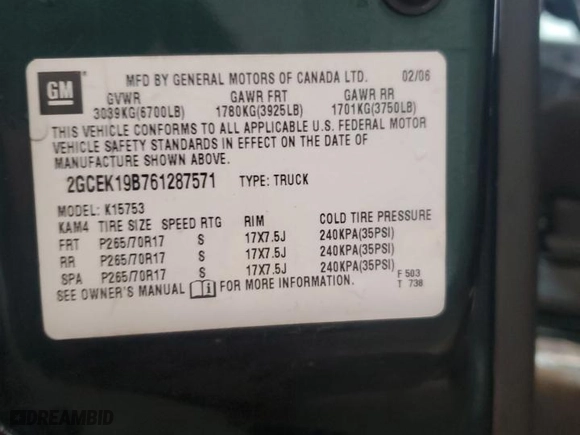 GM ® MFD BY GENERAL MOTORS OF CANADA LTD. 02/06
GVWR GAWR FRT GAWR RR
3039KG(6700LB) 1780KG(3925LB) 1701KG(3750LB)
THIS VEHICLE CONFORMS TO ALL APPLICABLE U.S. FEDERAL MOTOR
VEHICLE SAFETY STANDARDS IN EFFECT ON THE DATE OF
MANUFACTURE SHOWN ABOVE.
2GCEK19B761287571 TYPE: TRUCK
MODEL: K15753
KAM4 TIRE SIZE SPEED RTG RIM COLD TIRE PRESSURE
FRT P265/70R17 S 17X7.5J 240KPA(35PSI)
RR P265/70R17 S 17X7.5J 240KPA(35PSI)
SPA P265/70R17 S 17X7.5J 240KPA(35PSI)
SEE OWNER'S MANUAL FOR MORE INFORMATION.
F 503
T 738
DREAMBID